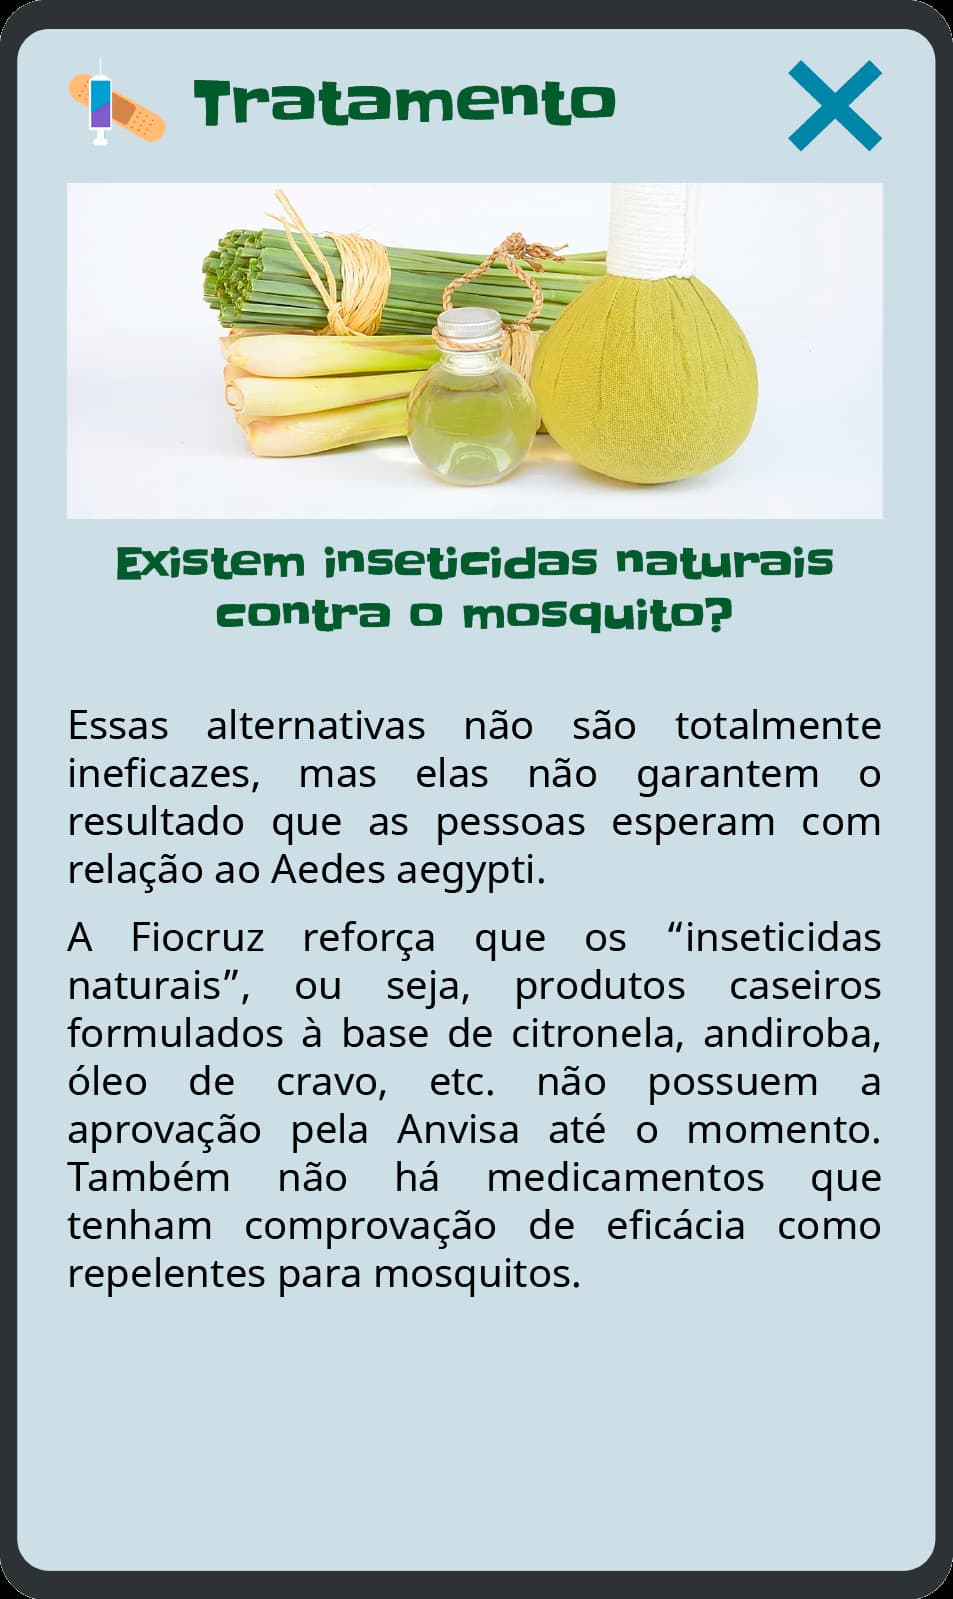 Tratamento
Existem inseticidas naturais
contra o mosquito?
Essas alternativas não são totalmente
ineficazes, mas elas não garantem o
resultado que as pessoas esperam com
relação ao Aedes aegypti.
A Fiocruz reforça que os “inseticidas
naturais”, ou seja, produtos caseiros
formulados à base de citronela, andiroba,
óleo de cravo, etc. não possuem a
aprovação pela Anvisa até o momento.
Também não há medicamentos que
tenham comprovação de eficácia como
repelentes para mosquitos.